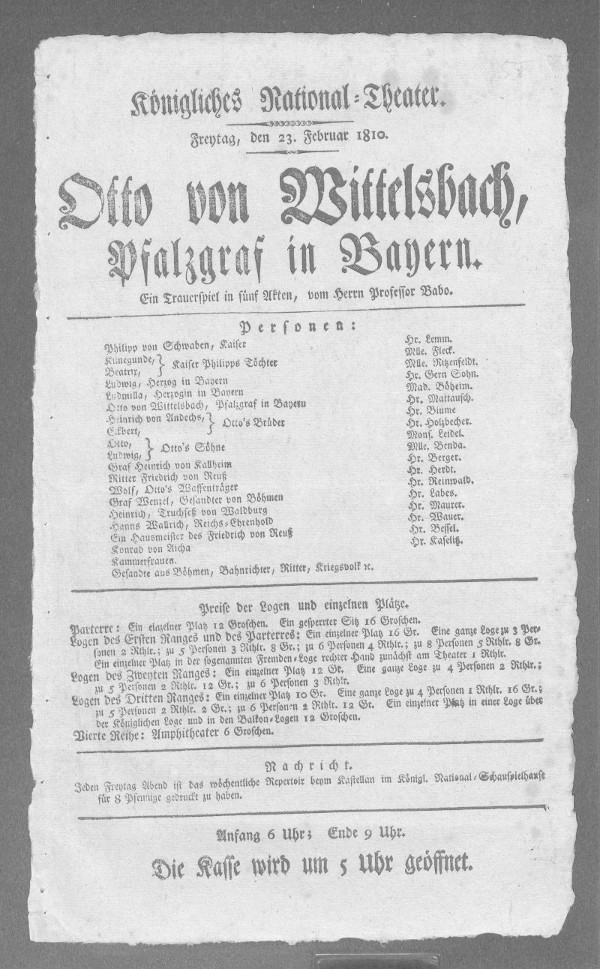 Königliches National-Theater.
Freytag, den 23. Februar 1810.
Otto von Wittelsbach,
Pfalzgraf in Bayern.
Ein Trauerspiel in fünf Akten, vom Herrn Professor Babo.
Personen:
Philipp von Schwaben, Kaiser Hr. Lemm.
Kunegunde, Mlle. Fleck.
Beatrix, } Kaiser Philipps Töchter Mlle. Ritzenfeldt.
Ludwig, Herzog in Bayern Hr. Gern Sohn.
Ludmilla, Herzogin in Bayern Mad. Böheim.
Otto von Wittelsbach, Pfalzgraf in Bayern Hr. Mattausch.
Heinrich von Andechs, Hr. Blume
Eckbert, } Otto's Brüder Hr. Holzbecher.
Otto, Mons. Leidel.
Ludwig, } Otto's Söhne Mlle. Benda.
Graf Heinrich von Kallheim Hr. Berger.
Ritter Friedrich von Reuß Hr. Herdt.
Wolf, Otto's Waffenträger Hr. Reinwald.
Graf Wenzel, Gesandter von Böhmen Hr. Labes.
Heinrich, Truchseß von Waldburg Hr. Maurer.
Hanns Wallrich, Reichs-Ehrenhold Hr. Wauer.
Ein Hausmeister des Friedrich von Reuß Hr. Bessel.
Konrad von Aicha Hr. Kaselitz.
Kammerfrauen.
Gesandte aus Böhmen, Bahnrichter, Ritter, Kriegsvolk ꝛc.
Preise der Logen und einzelnen Plätze.
Parterre: Ein einzelner Platz 12 Groschen. Ein gesperrter Sitz 16 Groschen.
Logen des Ersten Ranges und des Parterres: Ein einzelner Platz 16 Gr. Eine ganze Loge zu 3 Per-
sonen 2 Rthlr.; zu 5 Personen 3 Rthlr. 8 Gr.; zu 6 Personen 4 Rthlr.; zu 8 Personen 5 Rthlr. 8 Gr.
Ein einzelner Platz in der sogenannten Fremden-Loge rechter Hand zunächst am Theater 1 Rthlr.
Logen des Zweyten Ranges: Ein einzelner Platz 12 Gr. Eine ganze Loge zu 4 Personen 2 Rthlr.;
zu 5 Personen 2 Rthlr. 12 Gr.; zu 6 Personen 3 Rthlr.
Logen des Dritten Ranges: Ein einzelner Platz 10 Gr. Eine ganze Loge zu 4 Personen 1 Rthlr. 16 Gr.;
zu 5 Personen 2 Rthlr. 2 Gr.; zu 6 Personen 2 Rthlr. 12 Gr. Ein einzelner Platz in einer Loge über
der Königlichen Loge und in den Balkon-Logen 12 Groschen.
Vierte Reihe: Amphitheater 6 Groschen.
Nachricht.
Jeden Freytag Abend ist das wöchentliche Repertoir beym Kastellan im Königl. National-Schauspielhause
für 8 Pfennige gedruckt zu haben.
Anfang 6 Uhr; Ende 9 Uhr.
Die Kasse wird um 5 Uhr geöffnet.